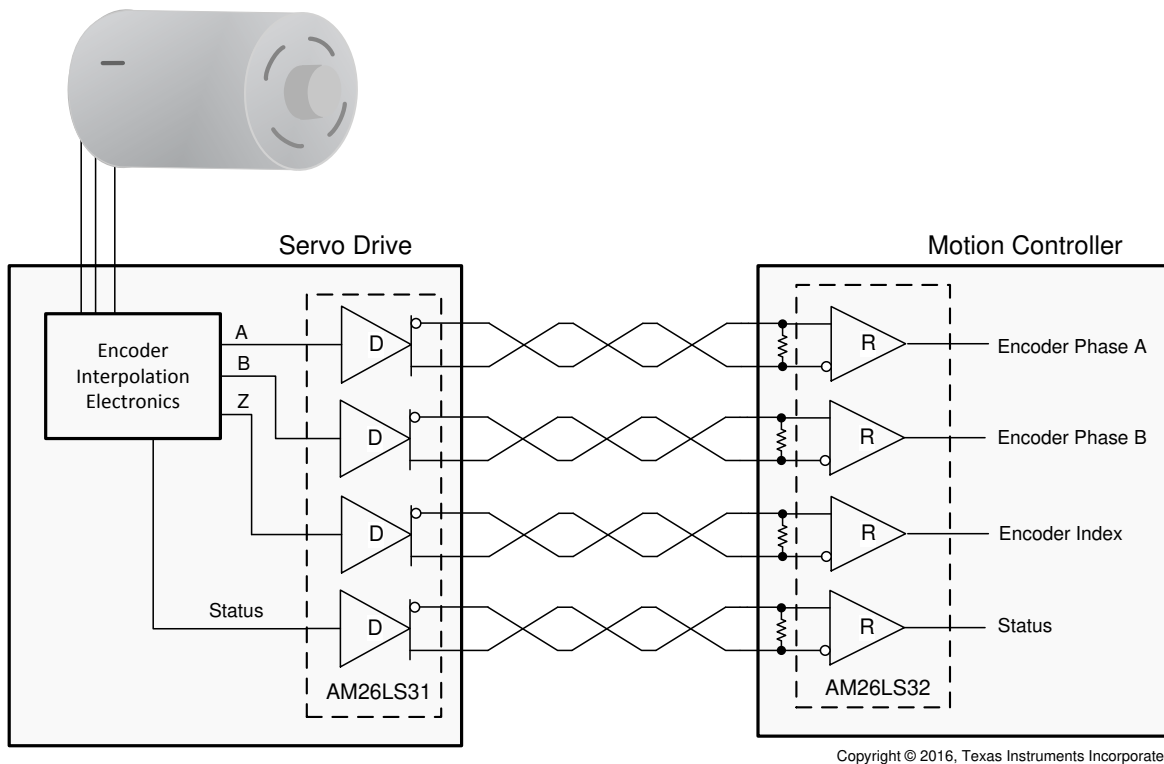 Servo Drive
Motion Controller
Encoder
Interpolation
Electronics
A
B
Z
Status
D
D
D
D
AM26LS31
R
R
R
R
AM26LS32
Encoder Phase A
Encoder Phase B
Encoder Index
Status
Copyright © 2016, Texas Instruments Incorporate